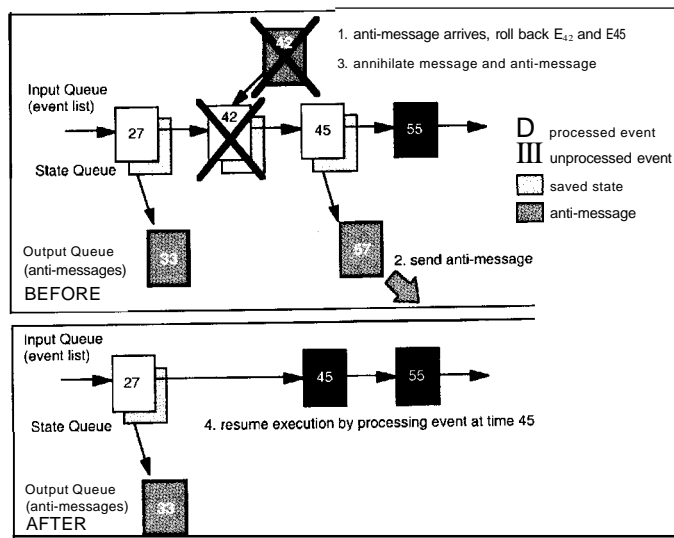 42
1. anti-message arrives, roll back E₄₂ and E45
3. annihilate message and anti-message
Input Queue
(event list)
27
42
45
55
State Queue
D processed event
III unprocessed event
saved state
anti-message
Output Queue
(anti-messages)
33
57
2. send anti-message
BEFORE
Input Queue
(event list)
27
45
55
State Queue
4. resume execution by processing event at time 45
Output Queue
(anti-messages)
33
AFTER